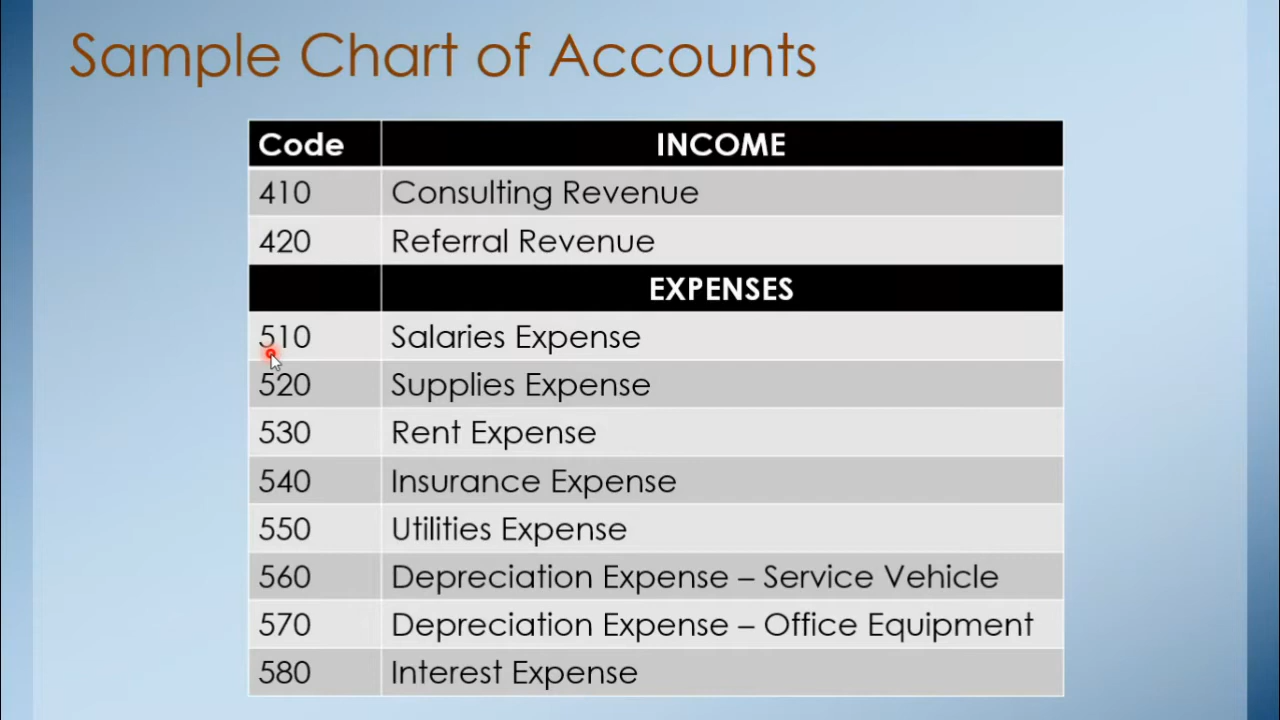 Sample Chart of Accounts
Code INCOME
410 Consulting Revenue
420 Referral Revenue
EXPENSES
510 Salaries Expense
520 Supplies Expense
530 Rent Expense
540 Insurance Expense
550 Utilities Expense
560 Depreciation Expense – Service Vehicle
570 Depreciation Expense – Office Equipment
580 Interest Expense